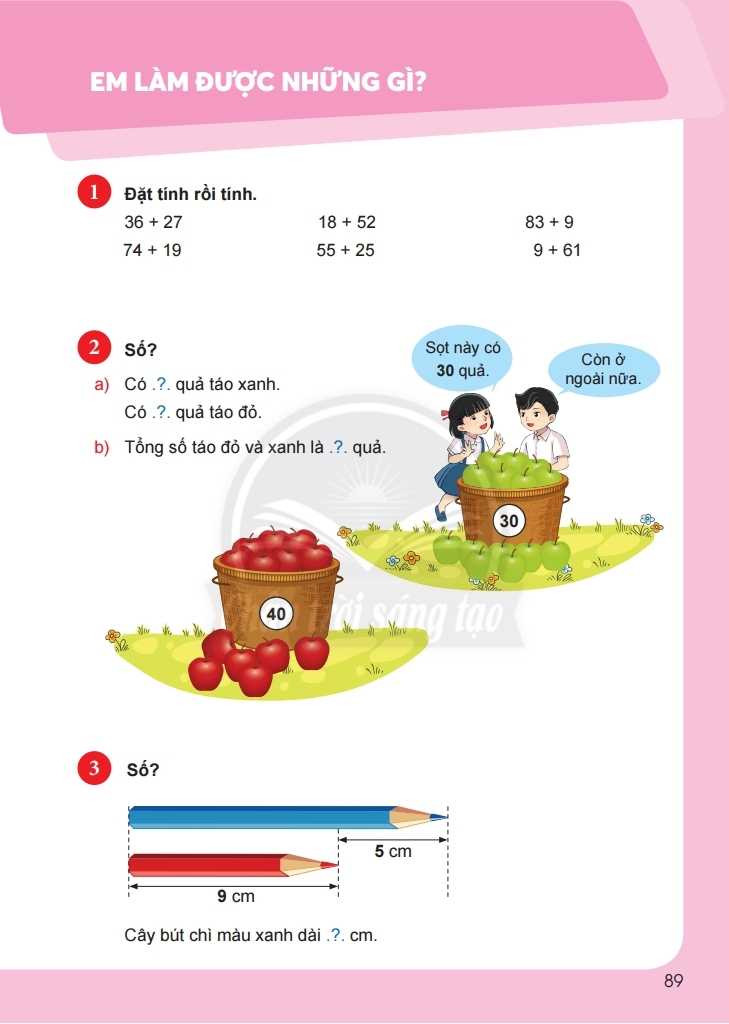 EM LÀM ĐƯỢC NHỮNG GÌ?
1 Đặt tính rồi tính.
36 + 27 18 + 52 83 + 9
74 + 19 55 + 25 9 + 61
2 Số?
Sọt này có
30 quả.
Còn ở
ngoài nữa.
a) Có .?. quả táo xanh.
Có .?. quả táo đỏ.
b) Tổng số táo đỏ và xanh là .?. quả.
30
40
sáng tạo
3 Số?
5 cm
9 cm
Cây bút chì màu xanh dài .?. cm.
89